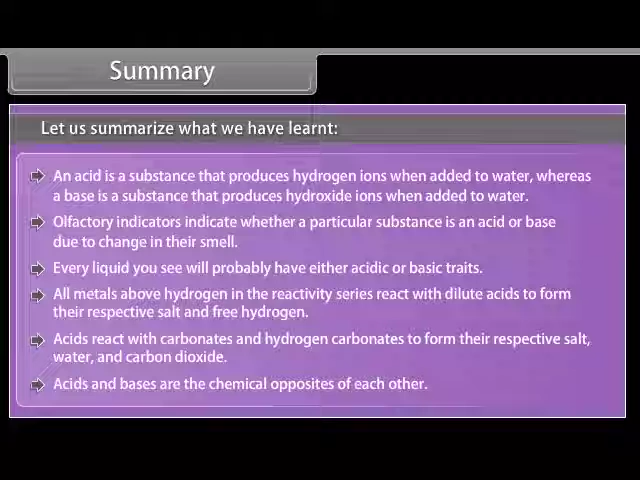 Summary
Let us summarize what we have learnt:
An acid is a substance that produces hydrogen ions when added to water, whereas
a base is a substance that produces hydroxide ions when added to water.
Olfactory indicators indicate whether a particular substance is an acid or base
due to change in their smell.
Every liquid you see will probably have either acidic or basic traits.
All metals above hydrogen in the reactivity series react with dilute acids to form
their respective salt and free hydrogen.
Acids react with carbonates and hydrogen carbonates to form their respective salt,
water, and carbon dioxide.
Acids and bases are the chemical opposites of each other.